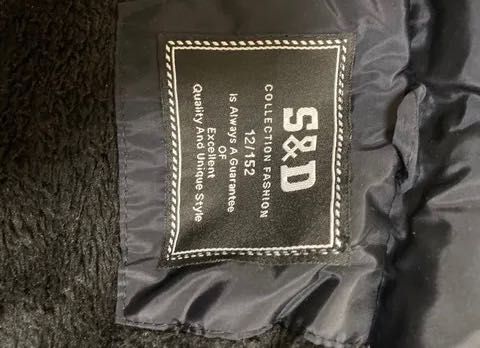 S&D
COLLECTION FASHION
12/152
Is Always A Guarantee
OF
Excellent
Quality And Unique Style